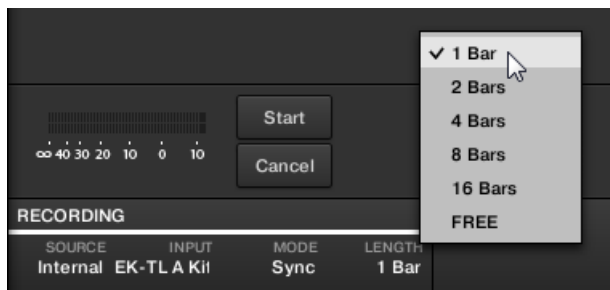 1 Bar
2 Bars
4 Bars
8 Bars
16 Bars
FREE
Start
Cancel
∞ 40 30 20 10 0 10
RECORDING
SOURCE INPUT MODE LENGTH
Internal EK-TL A Kit Sync 1 Bar